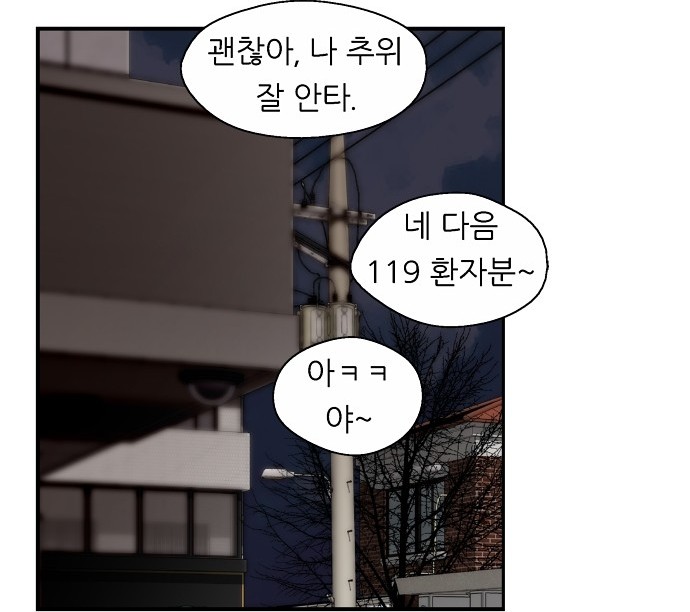 괜찮아, 나 추위
잘 안타.
네 다음
119 환자분~
아ㅋㅋ
야~